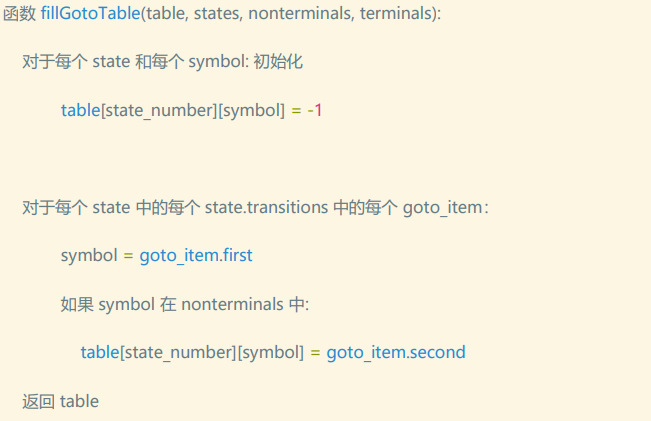 函数 fillGotoTable(table, states, nonterminals, terminals):
对于每个 state 和每个 symbol: 初始化
table[state_number][symbol] = -1
对于每个 state 中的每个 state.transitions 中的每个 goto_item：
symbol = goto_item.first
如果 symbol 在 nonterminals 中:
table[state_number][symbol] = goto_item.second
返回 table